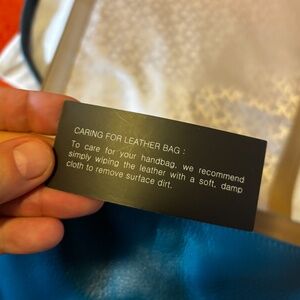 CARING FOR LEATHER BAG :
To care for your handbag, we recommend
simply wiping the leather with a soft, damp
cloth to remove surface dirt.